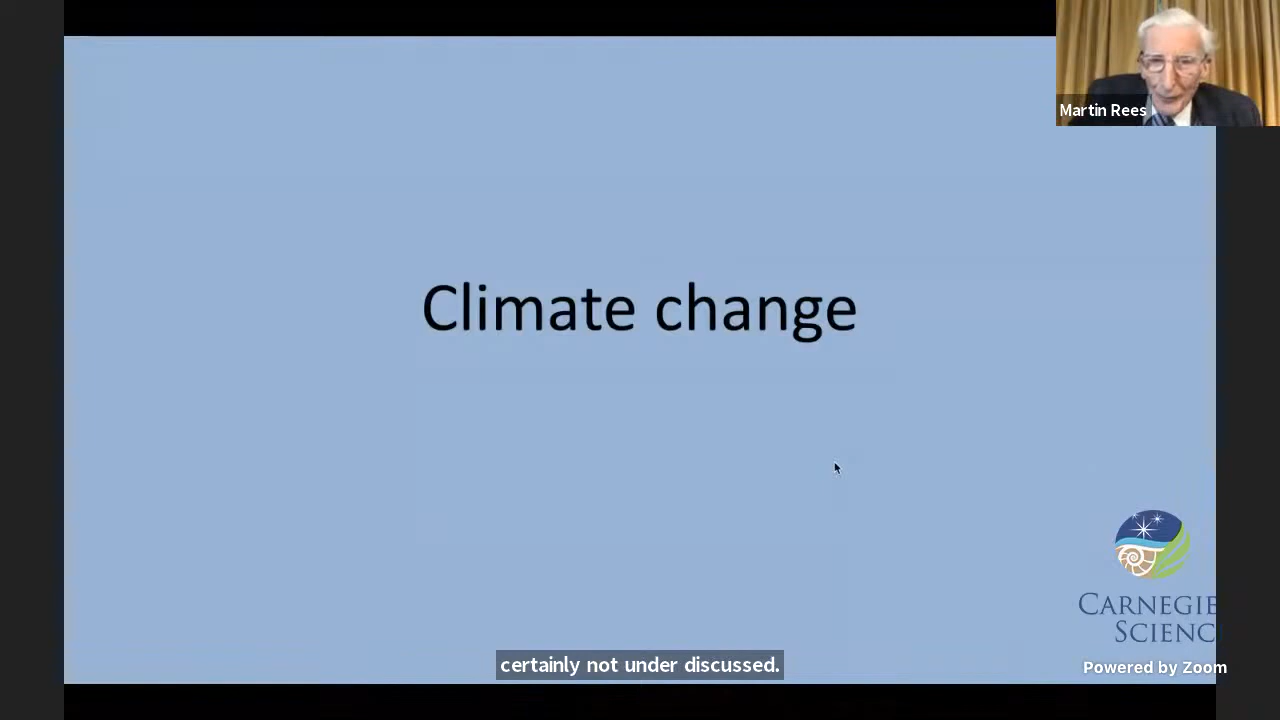 Martin Rees
Climate change
CARNEGIE
SCIENC
certainly not under discussed.
Powered by Zoom